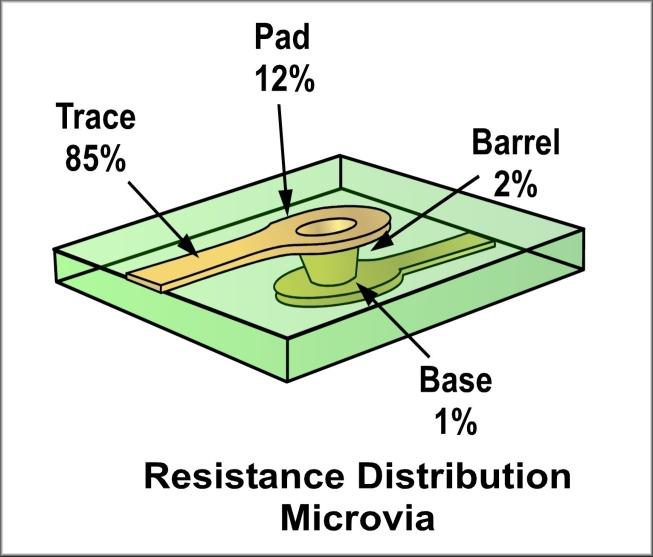 Pad
12%
Trace
85%
Barrel
2%
Base
1%
Resistance Distribution
Microvia